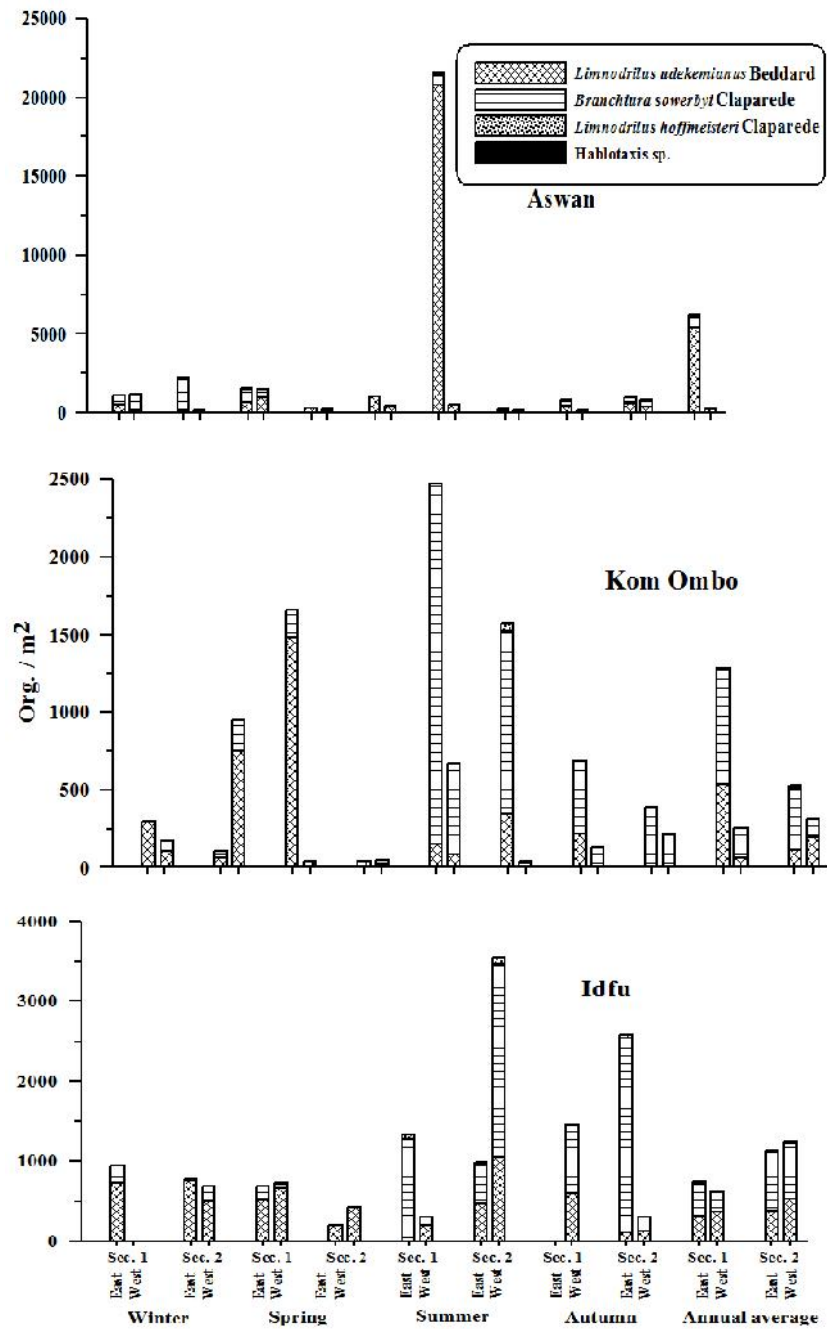 25000
Limnodrilus udekemianus Beddard
Branchtura sowerbyt Claparede
Limnodrilus hoffmeisteri Claparede
Hablotaxis sp.
20000
15000
Aswan
10000
5000
0
2500
2000
Kom Ombo
1500
Org. / m2
1000
500
0
4000
Idfu
3000
2000
1000
0
Sec. 1 Sec. 2 Sec. 1 Sec. 2 Sec. 1 Sec. 2 Sec. 1 Sec. 2 Sec. 1 Sec. 2
East West East West East West East West East West East West East West East West East West East West
Winter Spring Summer Autumn Annual average